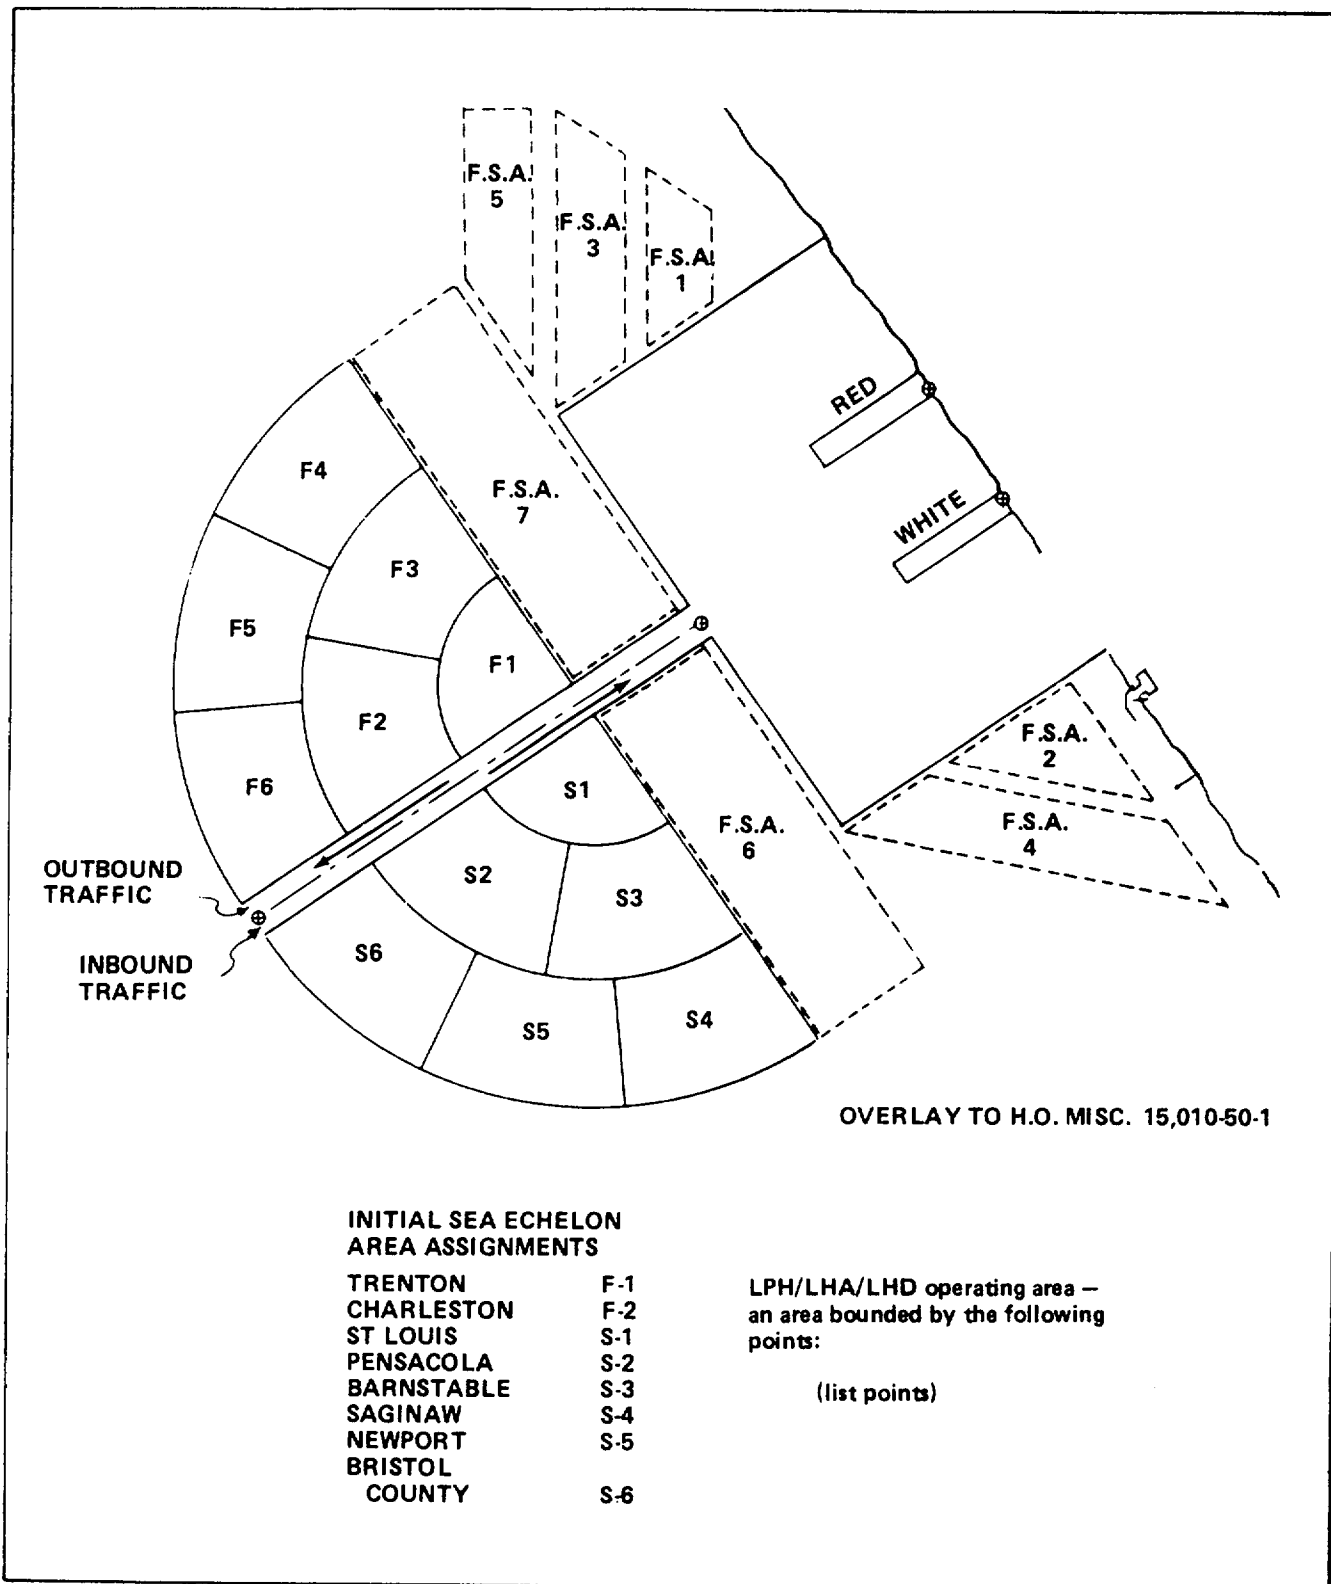 F.S.A.
5
F.S.A.
3
F.S.A.
1
RED
WHITE
F4
F.S.A.
7
F3
F5
F1
F2
F6
F.S.A.
2
S1
F.S.A.
6
F.S.A.
4
S2
S3
OUTBOUND
TRAFFIC
S6
INBOUND
TRAFFIC
S5
S4
OVERLAY TO H.O. MISC. 15,010-50-1
INITIAL SEA ECHELON
AREA ASSIGNMENTS
TRENTON F-1
CHARLESTON F-2
ST LOUIS S-1
PENSACOLA S-2
BARNSTABLE S-3
SAGINAW S-4
NEWPORT S-5
BRISTOL
COUNTY S-6
LPH/LHA/LHD operating area –
an area bounded by the following
points:
(list points)